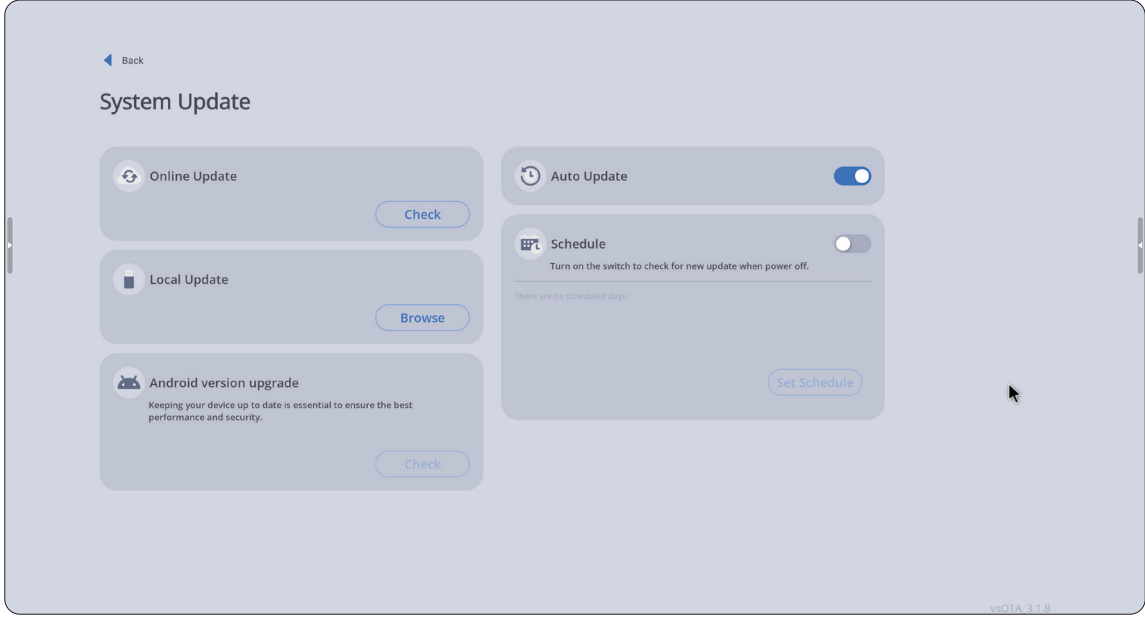 Back
System Update
Online Update
Check
Local Update
Browse
Android version upgrade
Keeping your device up to date is essential to ensure the best
performance and security.
Check
Auto Update
Schedule
Turn on the switch to check for new update when power off.
There are no scheduled days.
Set Schedule
vsOTA_3.1.8